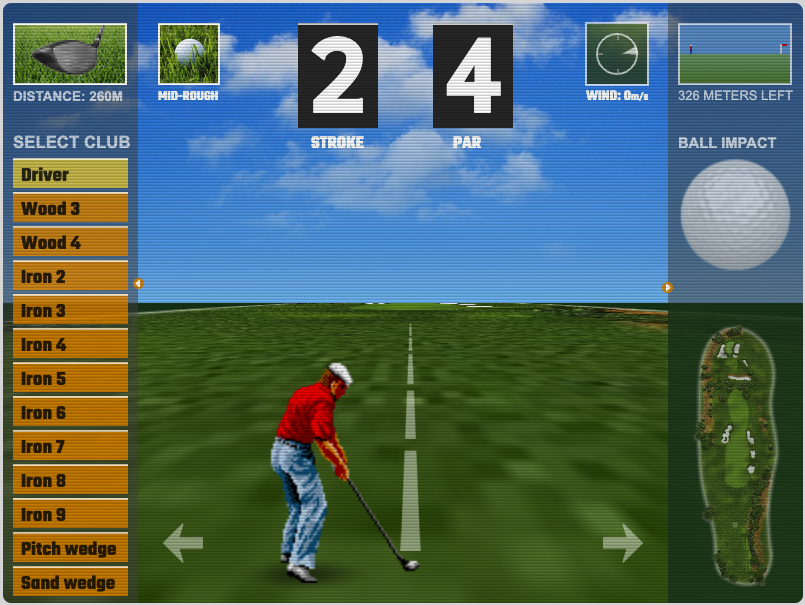 2
4
DISTANCE: 260M
MID-ROUGH
WIND: 0m/s
326 METERS LEFT
STROKE
PAR
SELECT CLUB
BALL IMPACT
Driver
Wood 3
Wood 4
Iron 2
Iron 3
Iron 4
Iron 5
Iron 6
Iron 7
Iron 8
Iron 9
Pitch wedge
Sand wedge